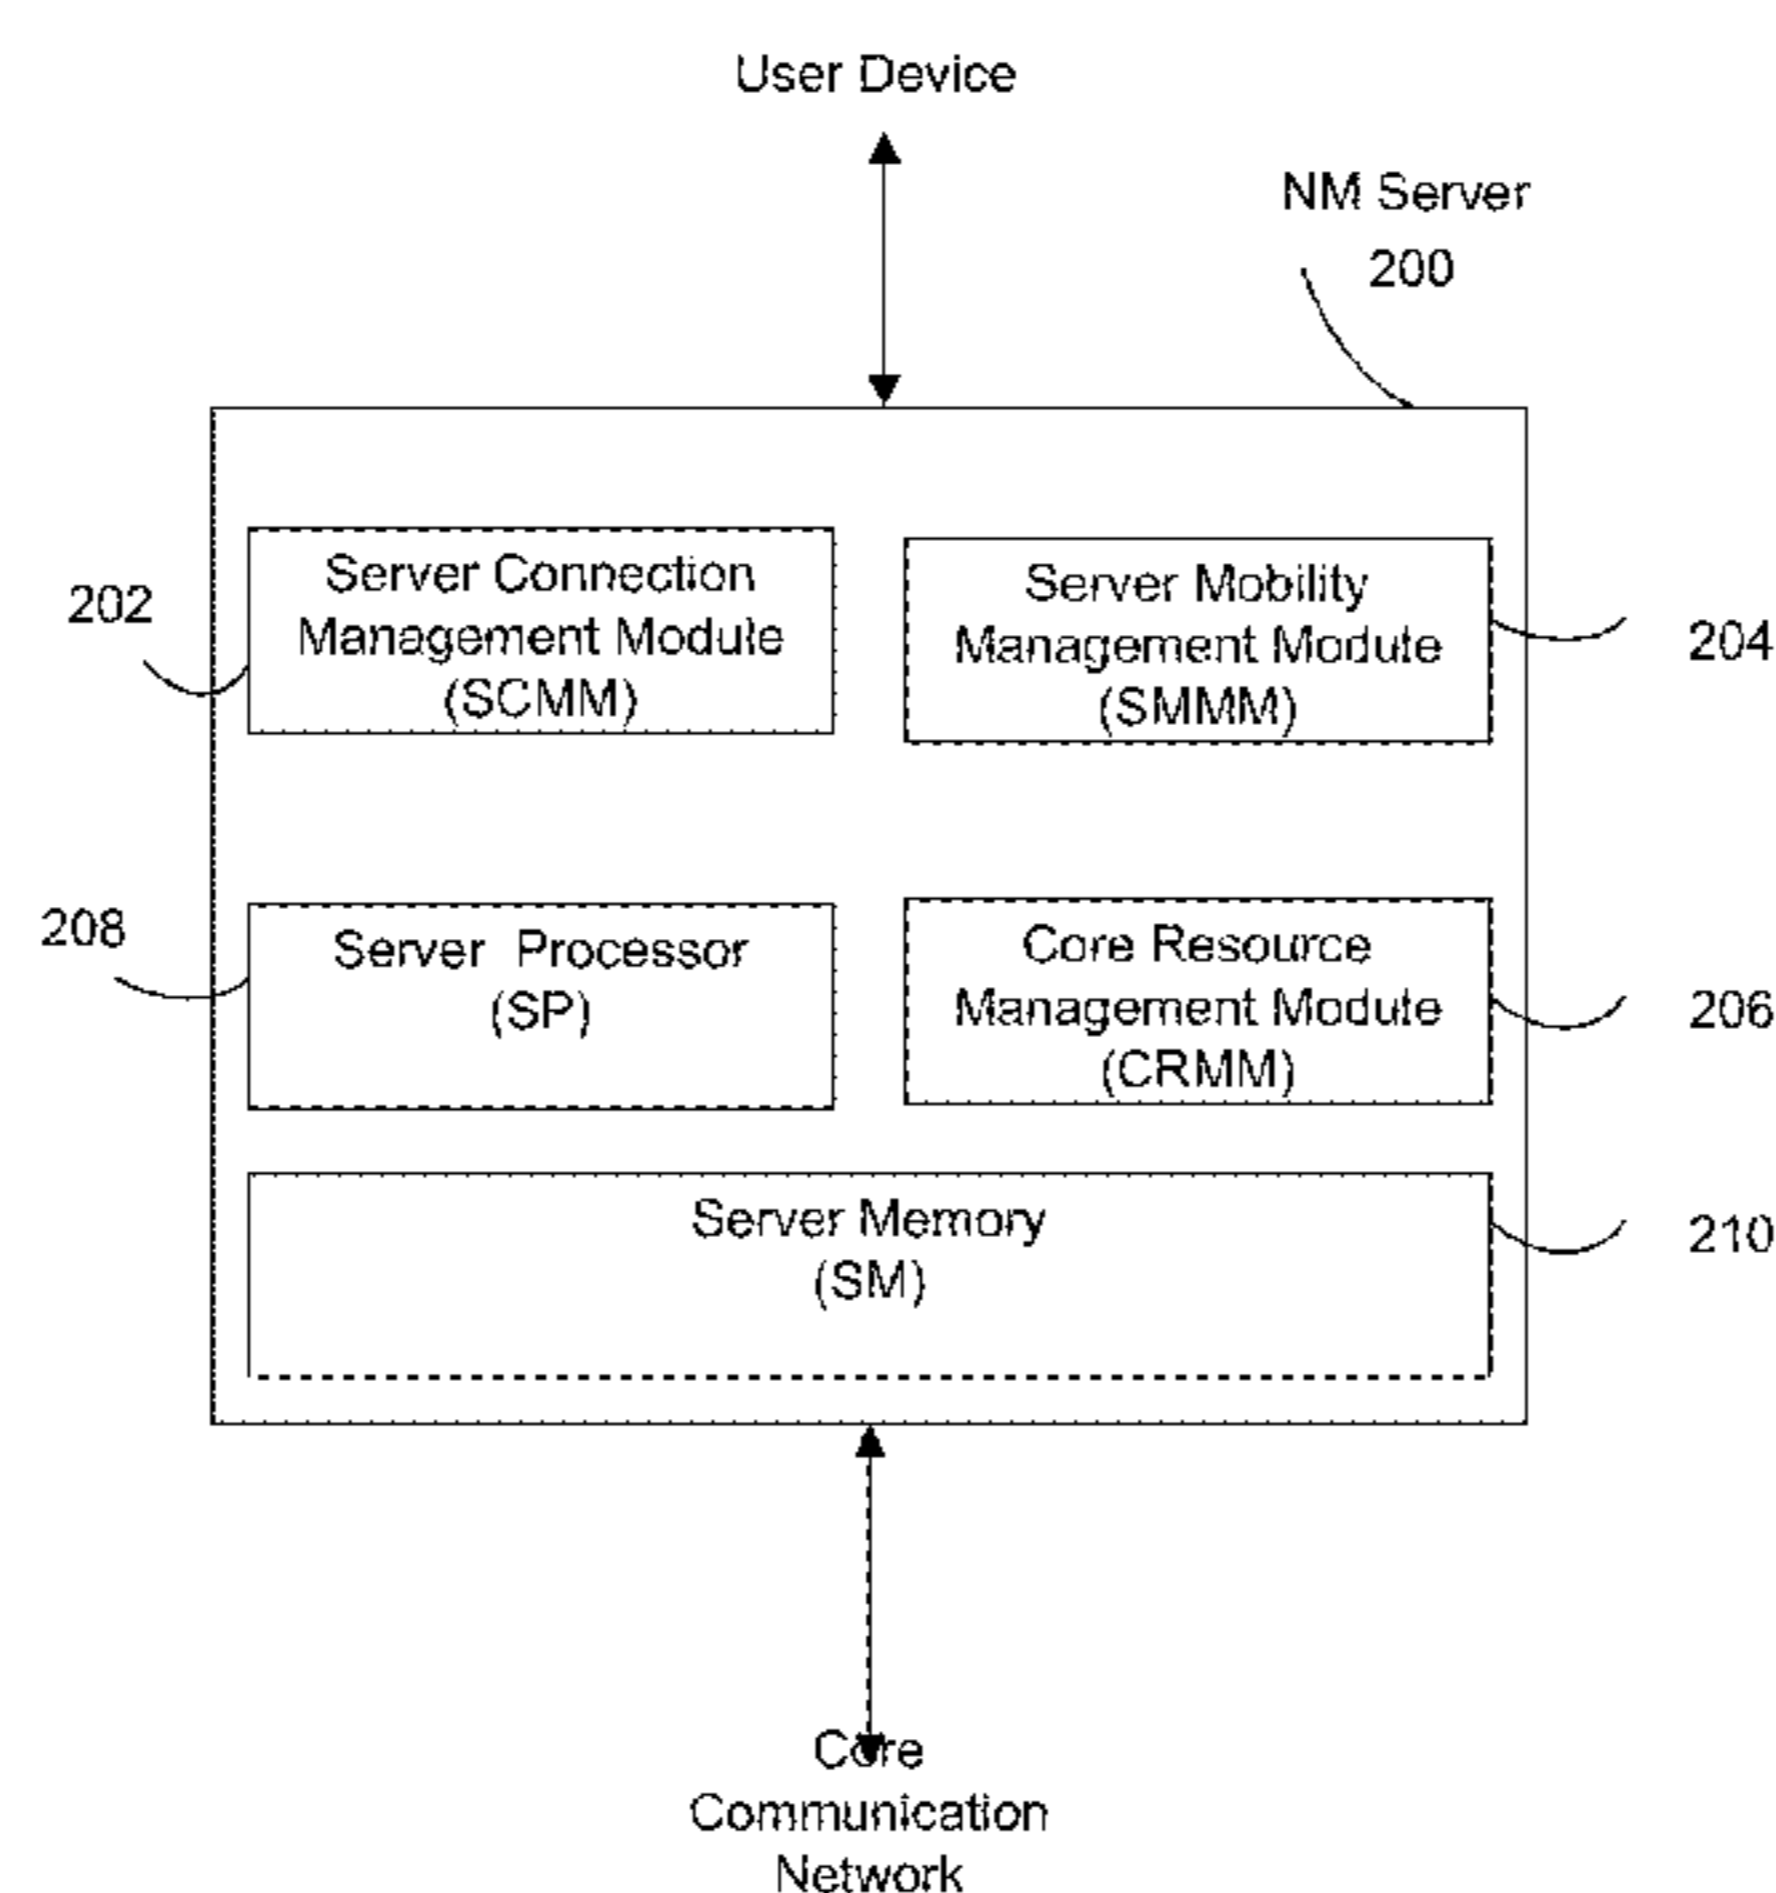 User Device
NM Server
200
202
Server Connection
Management Module
(SCMM)
Server Mobility
Management Module
(SMMM)
204
208
Server Processor
(SP)
Core Resource
Management Module
(CRMM)
206
Server Memory
(SM)
210
Core
Communication
Network